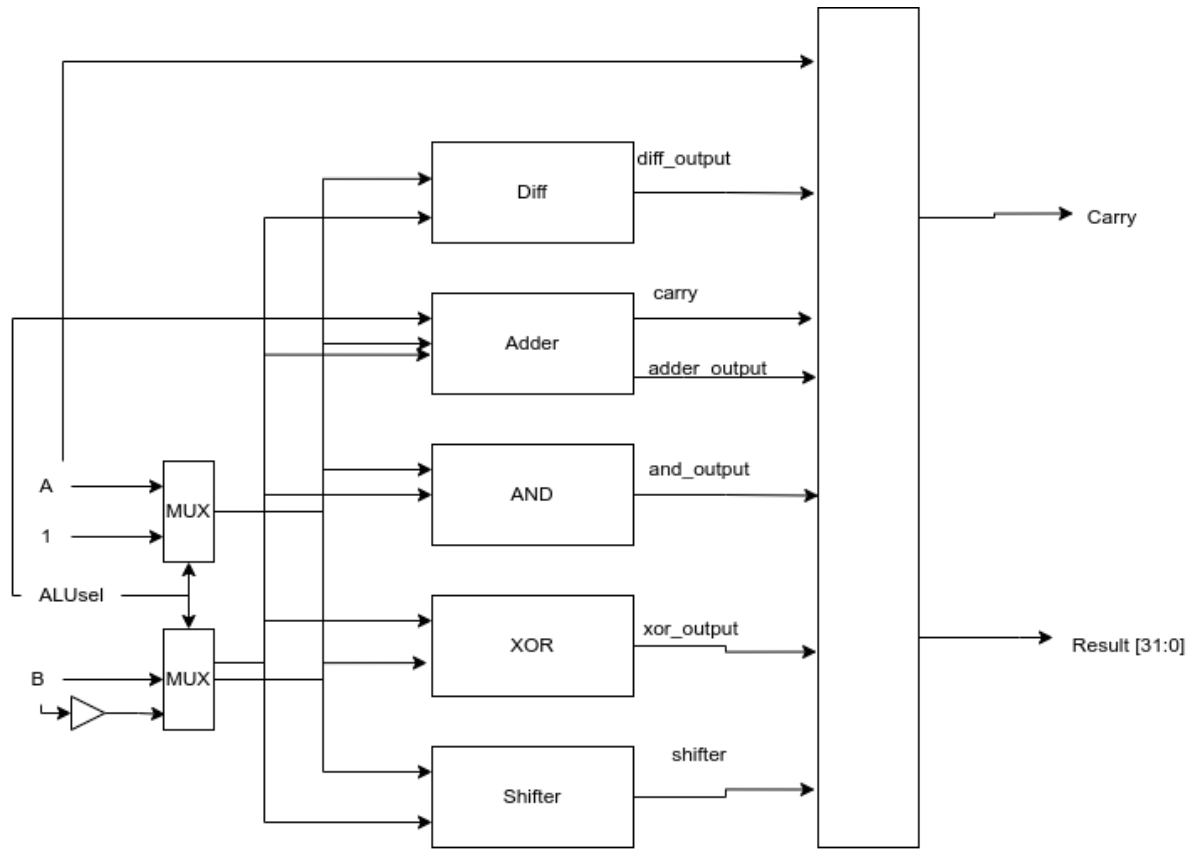 diff_output
Diff
Carry
carry
Adder
adder_output
A
MUX
1
and_output
AND
ALUsel
B
MUX
xor_output
XOR
Result [31:0]
shifter
Shifter